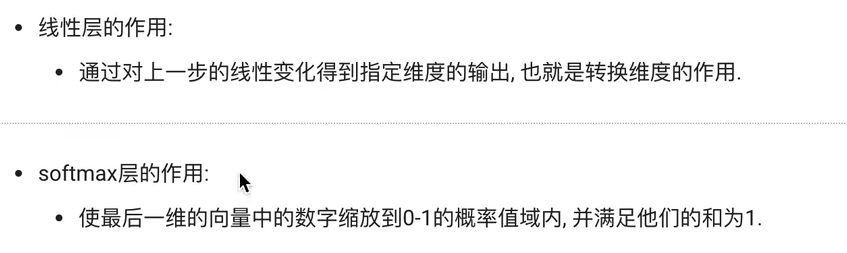 线性层的作用:
通过对上一步的线性变化得到指定维度的输出, 也就是转换维度的作用.
softmax层的作用:
使最后一维的向量中的数字缩放到0-1的概率值域内, 并满足他们的和为1.